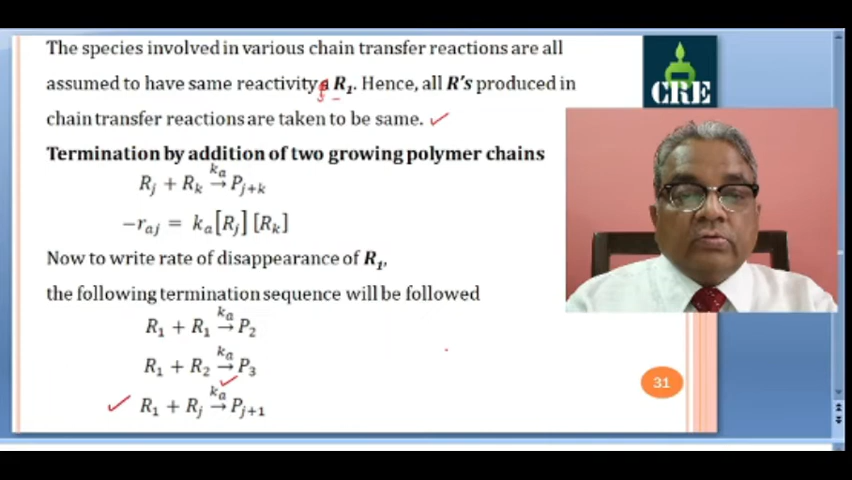 The species involved in various chain transfer reactions are all
assumed to have same reactivity R₁. Hence, all R's produced in
chain transfer reactions are taken to be same.
Termination by addition of two growing polymer chains
Rⱼ + Rₖ →(kₐ) Pⱼ₊ₖ
−rₐⱼ = kₐ[Rⱼ] [Rₖ]
Now to write rate of disappearance of R₁,
the following termination sequence will be followed
R₁ + R₁ →(kₐ) P₂
R₁ + R₂ →(kₐ) P₃
R₁ + Rⱼ →(kₐ) Pⱼ₊₁
CRE
31